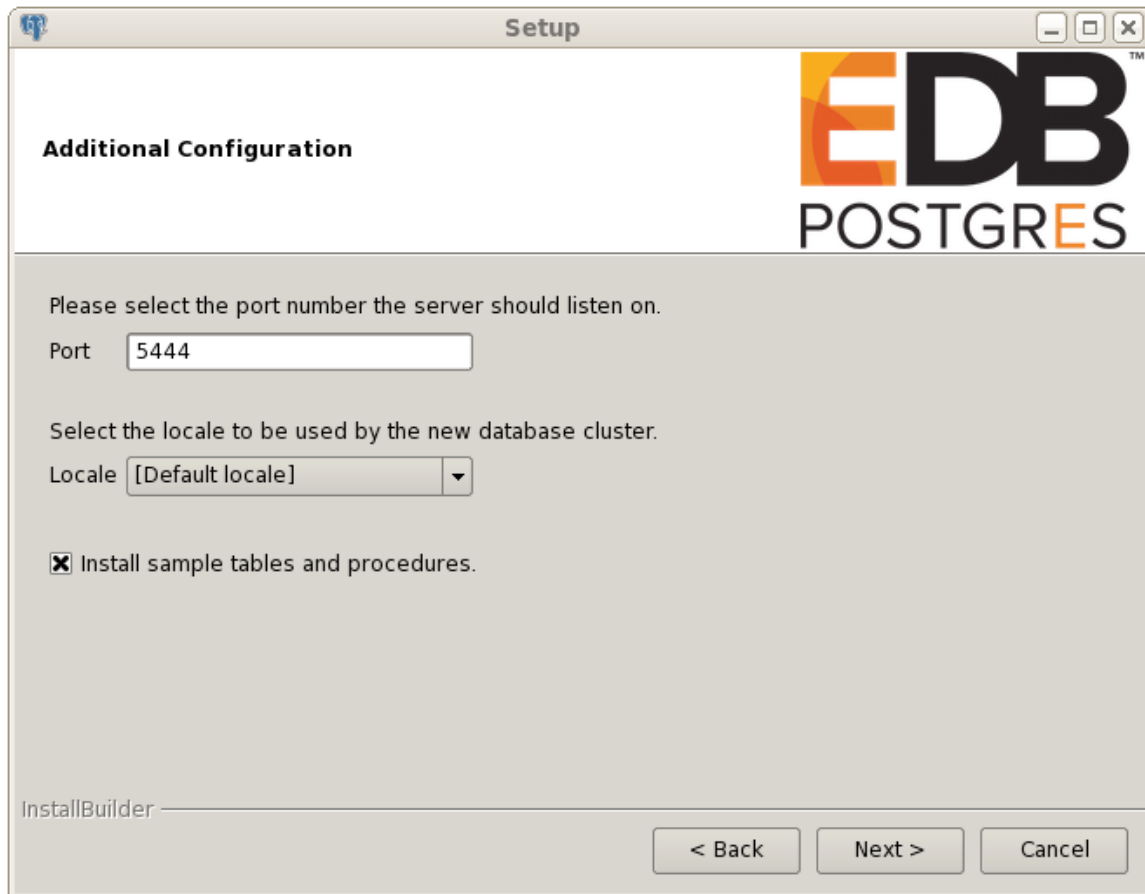 Setup
Additional Configuration
EDB™
POSTGRES
Please select the port number the server should listen on.
Port 5444
Select the locale to be used by the new database cluster.
Locale [Default locale]
Install sample tables and procedures.
InstallBuilder
< Back Next > Cancel